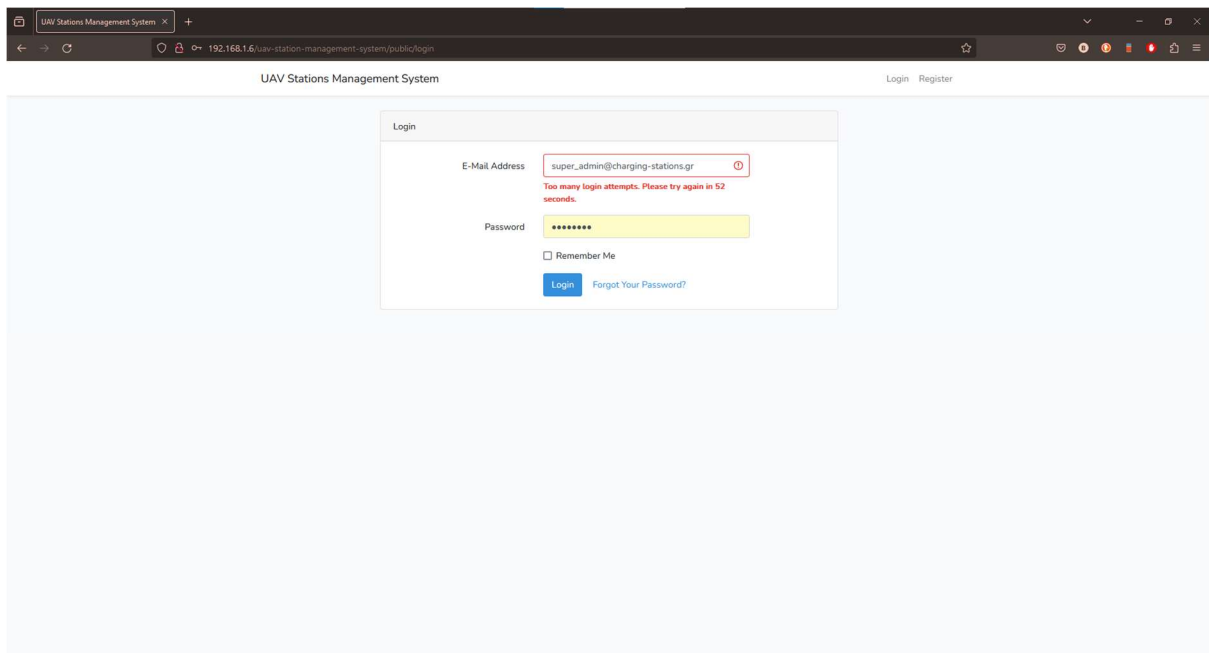 UAV Stations Management System
192.168.1.6/uav-station-management-system/public/login
UAV Stations Management System
Login Register
Login
E-Mail Address
super_admin@charging-stations.gr
Too many login attempts. Please try again in 52
seconds.
Password
Remember Me
Login Forgot Your Password?